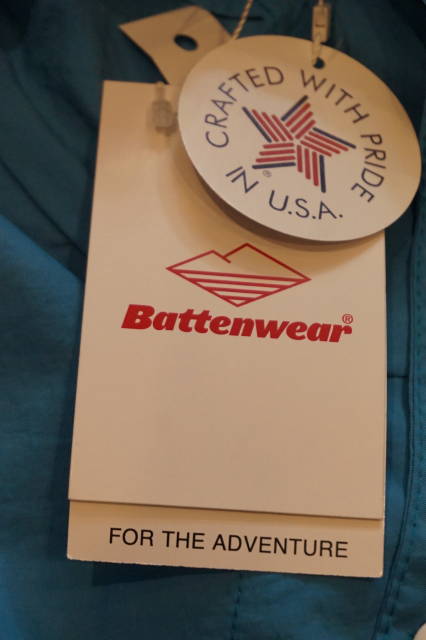 CRAFTED WITH PRIDE
IN U.S.A.
®
Battenwear®
FOR THE ADVENTURE